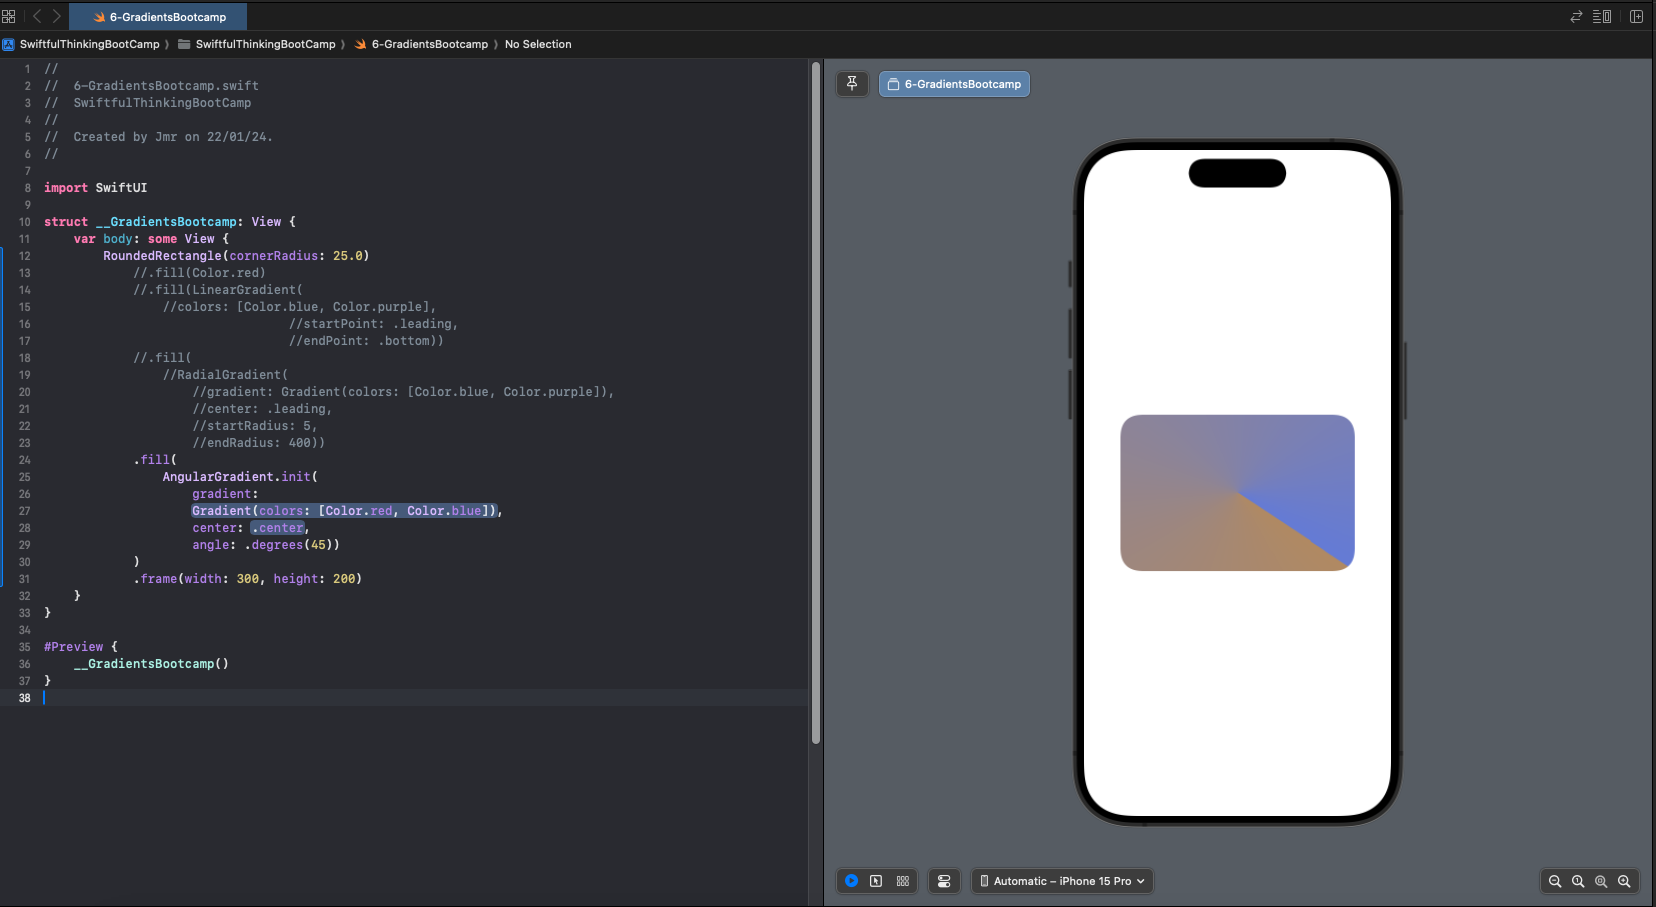 6-GradientsBootcamp
SwiftfulThinkingBootCamp ⟩ SwiftfulThinkingBootCamp ⟩ 6-GradientsBootcamp ⟩ No Selection
1 //
2 //  6-GradientsBootcamp.swift
3 //  SwiftfulThinkingBootCamp
4 //
5 //  Created by Jmr on 22/01/24.
6 //
7
8 import SwiftUI
9
10 struct __GradientsBootcamp: View {
11     var body: some View {
12         RoundedRectangle(cornerRadius: 25.0)
13             //.fill(Color.red)
14             //.fill(LinearGradient(
15                 //colors: [Color.blue, Color.purple],
16                                  //startPoint: .leading,
17                                  //endPoint: .bottom))
18             //.fill(
19                 //RadialGradient(
20                     //gradient: Gradient(colors: [Color.blue, Color.purple]),
21                     //center: .leading,
22                     //startRadius: 5,
23                     //endRadius: 400))
24             .fill(
25                 AngularGradient.init(
26                     gradient:
27                     Gradient(colors: [Color.red, Color.blue]),
28                     center: .center,
29                     angle: .degrees(45))
30             )
31             .frame(width: 300, height: 200)
32     }
33 }
34
35 #Preview {
36     __GradientsBootcamp()
37 }
38
6-GradientsBootcamp
Automatic – iPhone 15 Pro